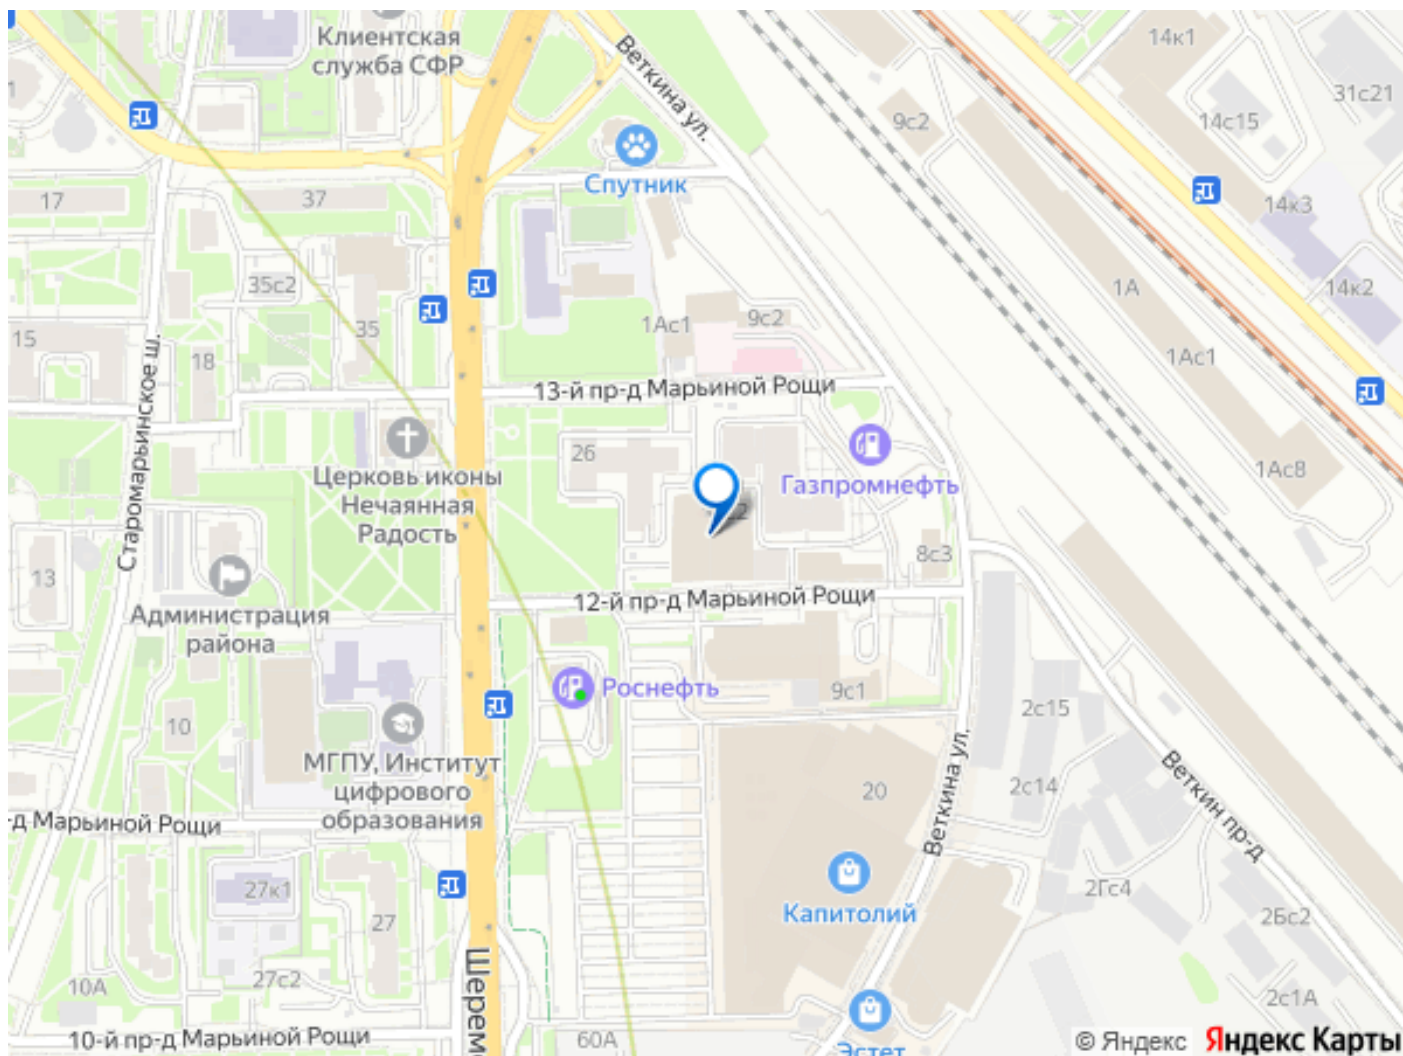 Клиентская
служба СФР
Веткина ул.
14к1
31с21
9с2
14с15
Спутник
17
37
14к3
35с2
1А
14к2
35
1Ас1
9с2
15
18
1Ас1
Старомарьинское ш.
13-й пр-д Марьиной Рощи
26
Церковь иконы
Нечаянная
Радость
Газпромнефть
1Ас8
8с3
13
Администрация
района
12-й пр-д Марьиной Рощи
Роснефть
9с1
10
2с15
МГПУ, Институт
цифрового
образования
20
2с14
Веткина ул.
Веткин пр-д
-д Марьиной Рощи
27к1
27
Капитолий
2Гс4
2Бс2
Шерем
10А
27с2
2с1А
10-й пр-д Марьиной Рощи
60А
Эстет
© Яндекс Яндекс Карты